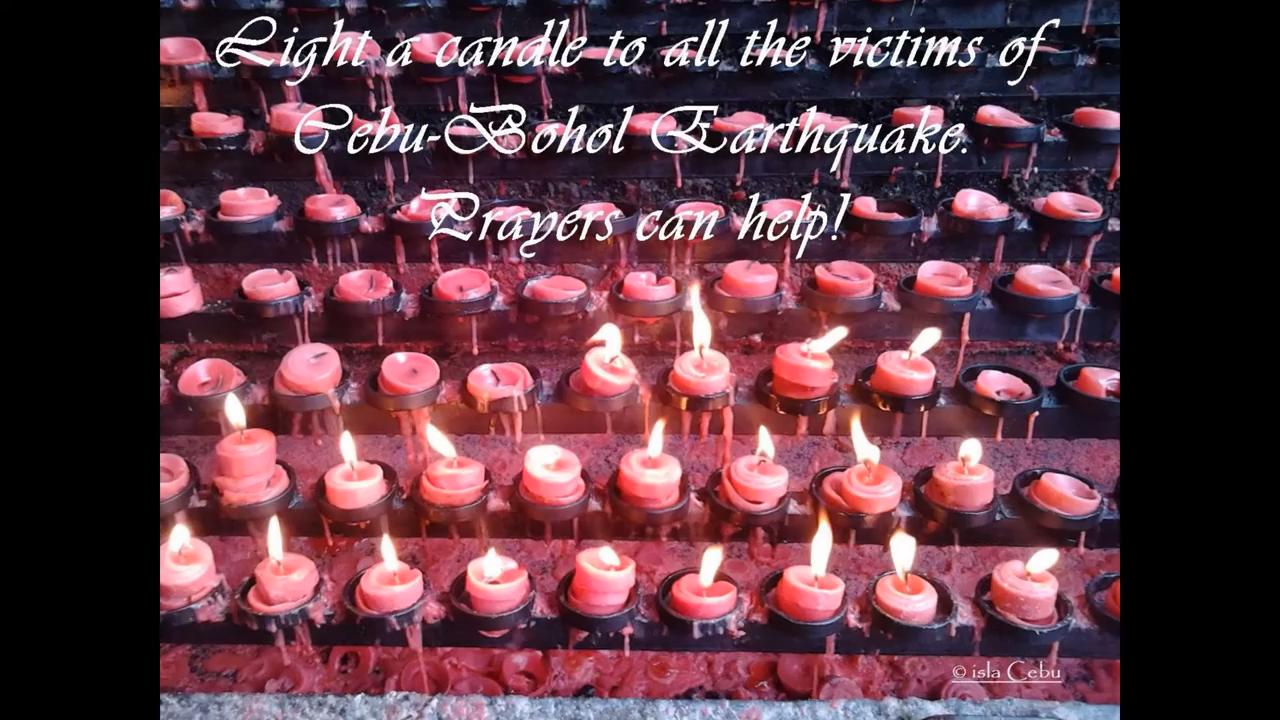 Light a candle to all the victims of
Cebu-Bohol Earthquake.
Prayers can help!
© isla Cebu